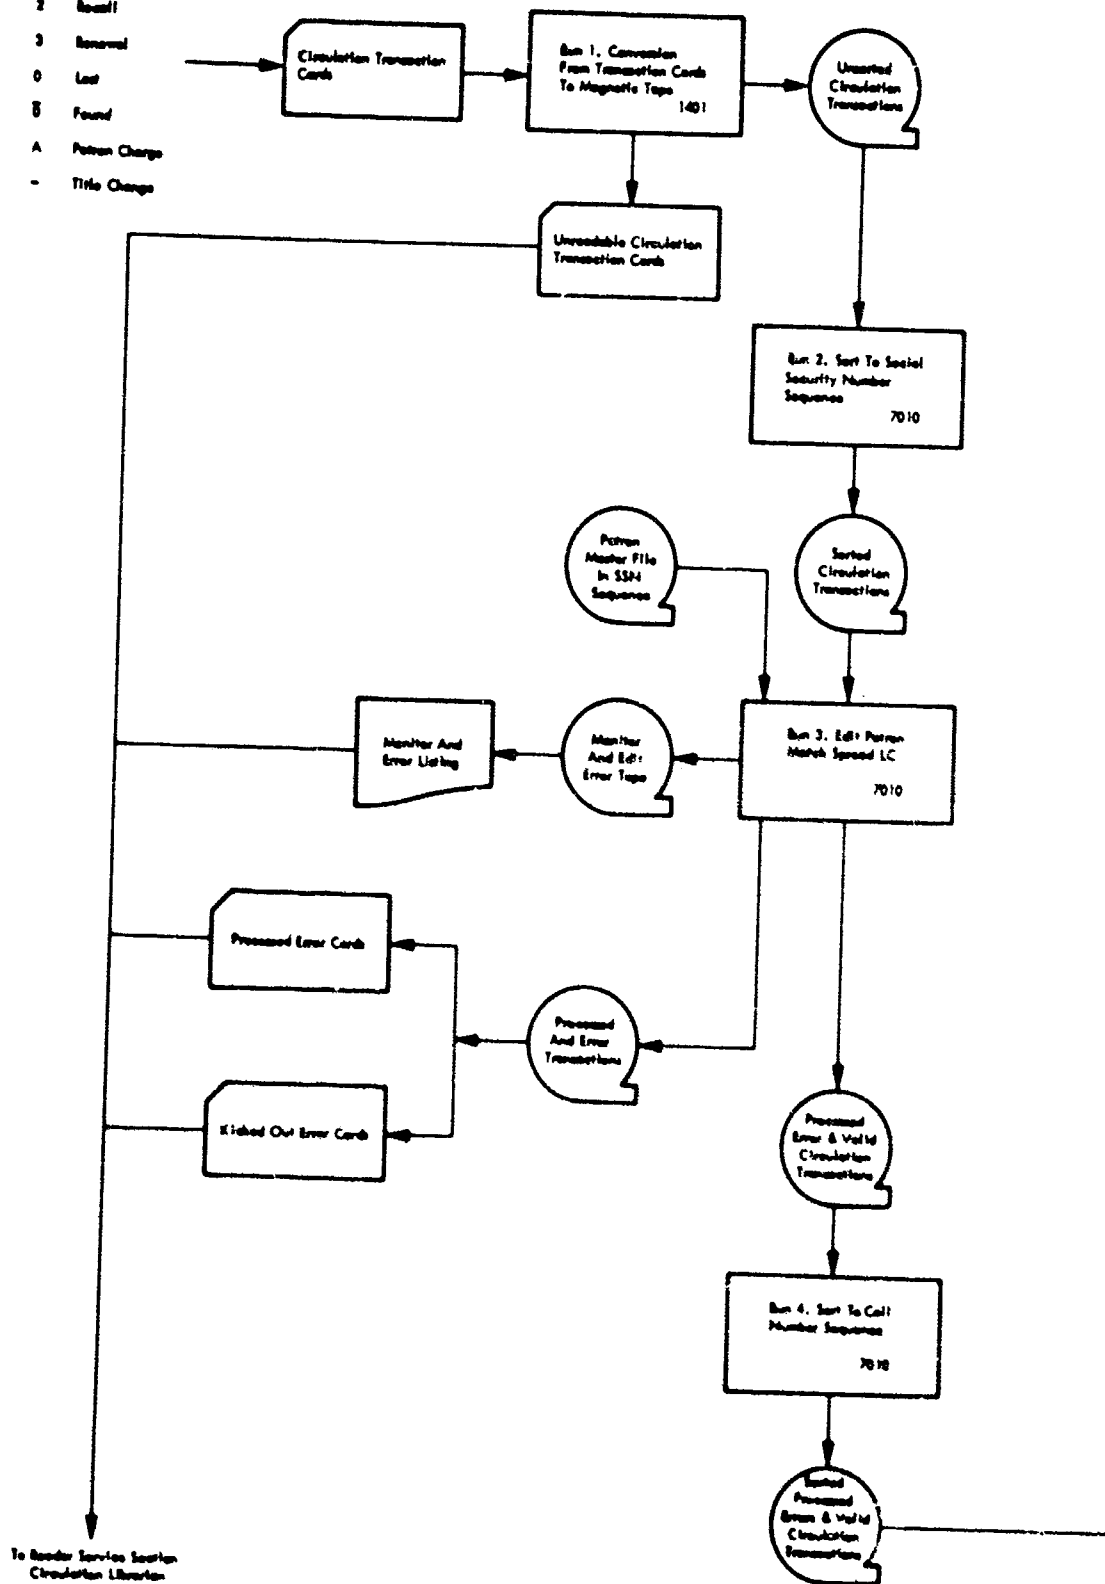 2 Recall
3 Renewal
0 Lost
0̅ Found
A Patron Change
- Title Change
Circulation Transaction
Cards
Run 1. Conversion
From Transaction Cards
To Magnetic Tape
1401
Unsorted
Circulation
Transactions
Unreadable Circulation
Transaction Cards
Run 2. Sort To Social
Security Number
Sequence
7010
Patron
Master File
In SSN
Sequence
Sorted
Circulation
Transactions
Monitor And
Error Listing
Monitor
And Edit
Error Tape
Run 3. Edit Patron
Match Spread LC
7010
Processed Error Cards
Processed
And Error
Transactions
Kicked Out Error Cards
Processed
Error & Valid
Circulation
Transactions
Run 4. Sort To Call
Number Sequence
7010
Sorted
Processed
Errors & Valid
Circulation
Transactions
To Reader Service Section
Circulation Librarian